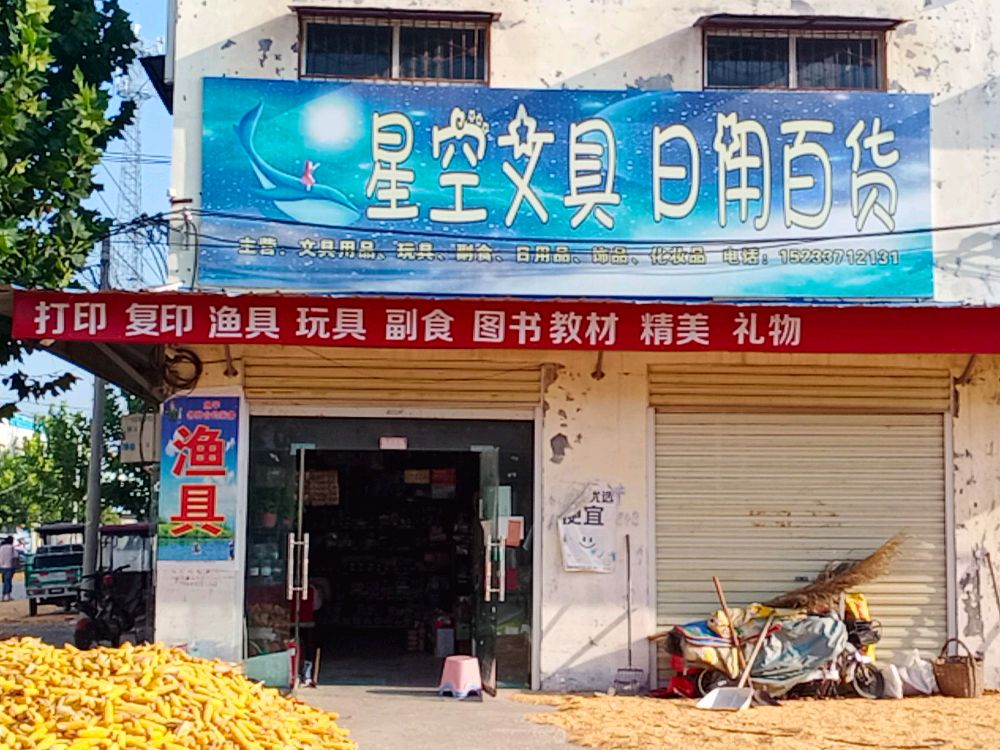 星空文具 日用百货
主营：文具用品、玩具、副食、日用品、饰品、化妆品 电话：15233712131
打印 复印 渔具 玩具 副食 图书教材 精美 礼物
渔具
优选
便宜